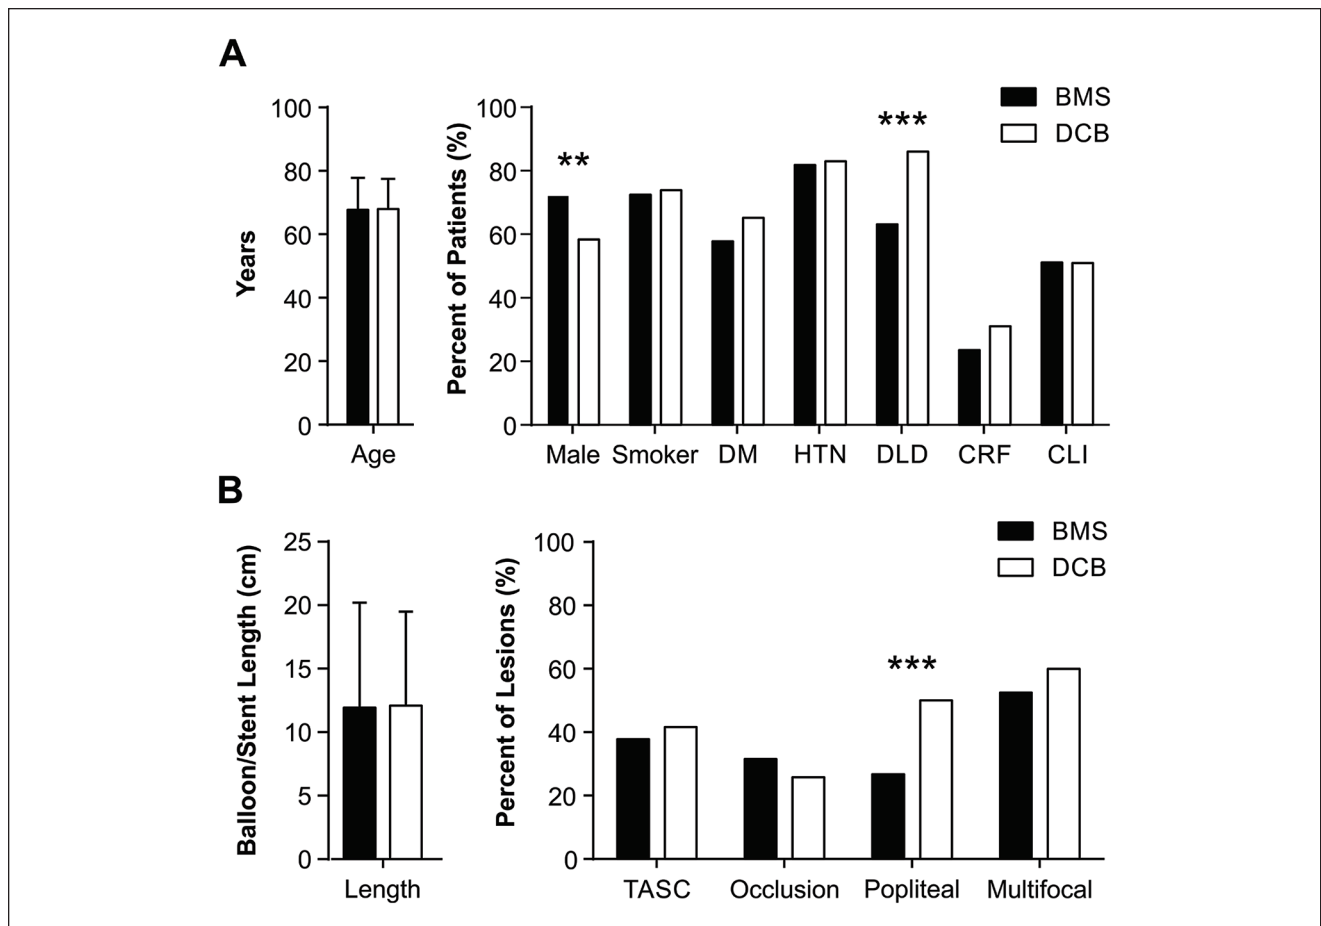 A
BMS
DCB
Years
100
80
60
40
20
0
Age
Percent of Patients (%)
100
80
60
40
20
0
**
***
Male Smoker DM HTN DLD CRF CLI
B
BMS
DCB
Balloon/Stent Length (cm)
25
20
15
10
5
0
Length
Percent of Lesions (%)
100
80
60
40
20
0
***
TASC Occlusion Popliteal Multifocal